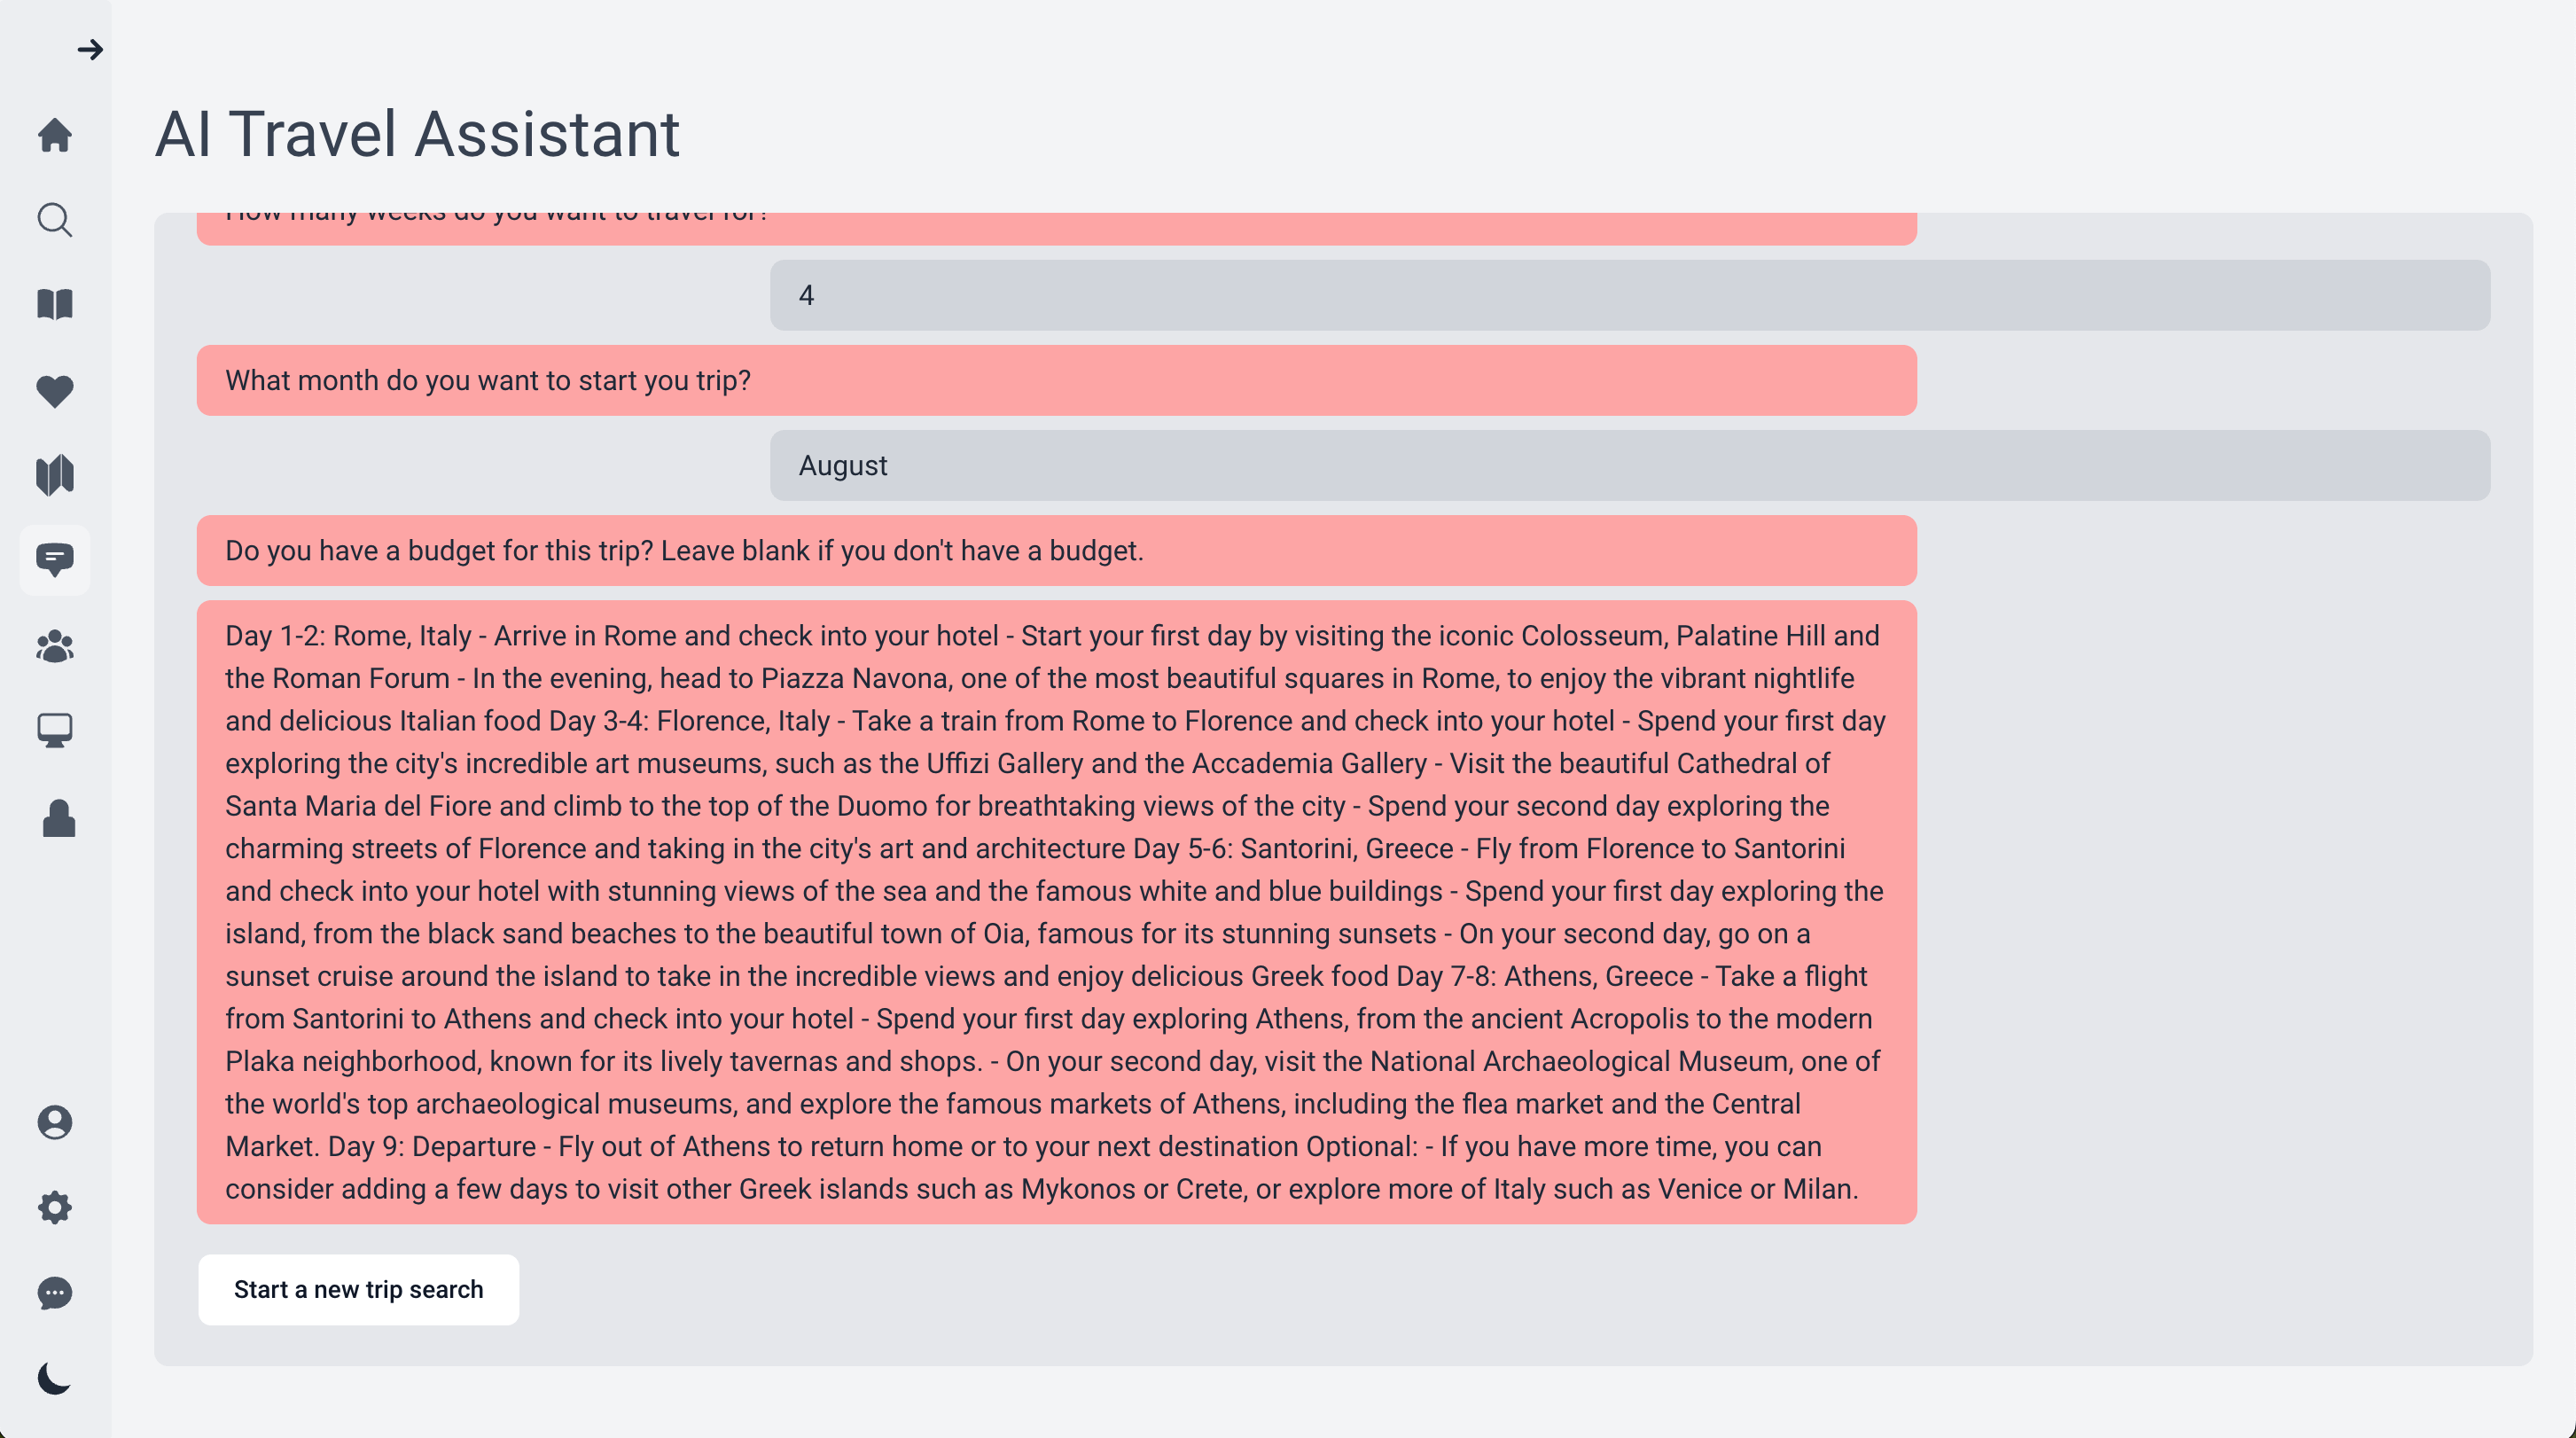 AI Travel Assistant
How many weeks do you want to travel for?
4
What month do you want to start you trip?
August
Do you have a budget for this trip? Leave blank if you don't have a budget.
Day 1-2: Rome, Italy - Arrive in Rome and check into your hotel - Start your first day by visiting the iconic Colosseum, Palatine Hill and
the Roman Forum - In the evening, head to Piazza Navona, one of the most beautiful squares in Rome, to enjoy the vibrant nightlife
and delicious Italian food Day 3-4: Florence, Italy - Take a train from Rome to Florence and check into your hotel - Spend your first day
exploring the city's incredible art museums, such as the Uffizi Gallery and the Accademia Gallery - Visit the beautiful Cathedral of
Santa Maria del Fiore and climb to the top of the Duomo for breathtaking views of the city - Spend your second day exploring the
charming streets of Florence and taking in the city's art and architecture Day 5-6: Santorini, Greece - Fly from Florence to Santorini
and check into your hotel with stunning views of the sea and the famous white and blue buildings - Spend your first day exploring the
island, from the black sand beaches to the beautiful town of Oia, famous for its stunning sunsets - On your second day, go on a
sunset cruise around the island to take in the incredible views and enjoy delicious Greek food Day 7-8: Athens, Greece - Take a flight
from Santorini to Athens and check into your hotel - Spend your first day exploring Athens, from the ancient Acropolis to the modern
Plaka neighborhood, known for its lively tavernas and shops. - On your second day, visit the National Archaeological Museum, one of
the world's top archaeological museums, and explore the famous markets of Athens, including the flea market and the Central
Market. Day 9: Departure - Fly out of Athens to return home or to your next destination Optional: - If you have more time, you can
consider adding a few days to visit other Greek islands such as Mykonos or Crete, or explore more of Italy such as Venice or Milan.
Start a new trip search